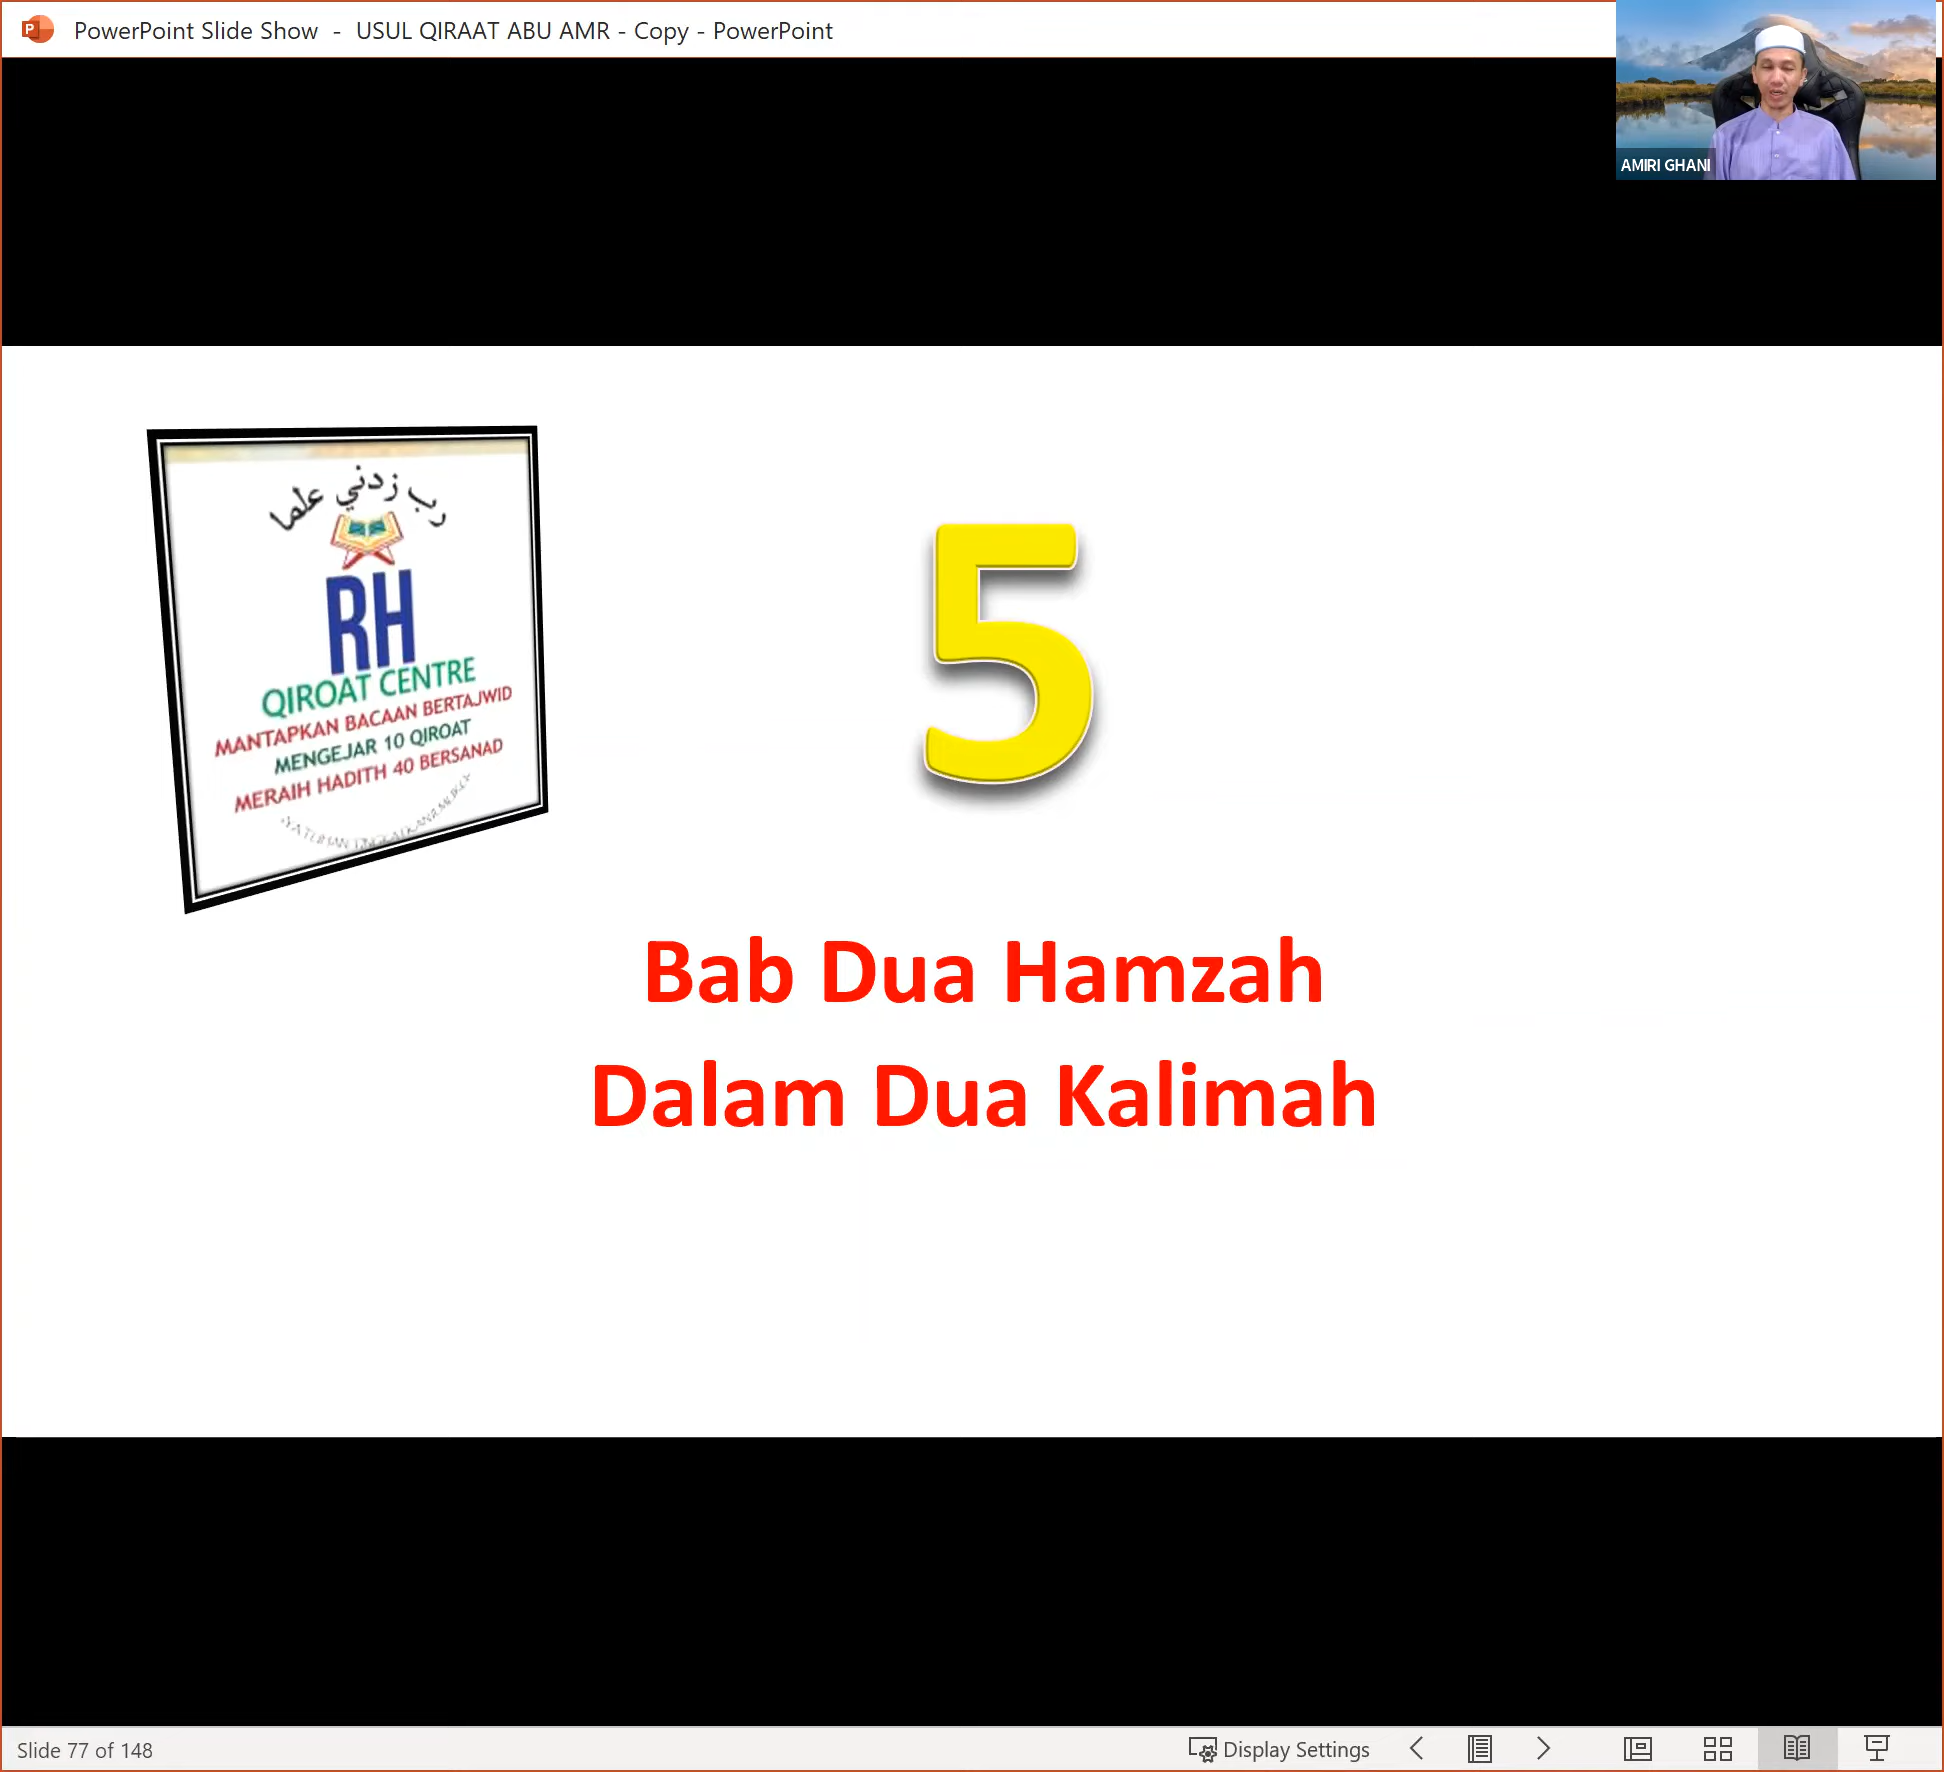 PowerPoint Slide Show - USUL QIRAAT ABU AMR - Copy - PowerPoint
AMIRI GHANI
رب زدني علما
RH
QIROAT CENTRE
MANTAPKAN BACAAN BERTAJWID
MENGEJAR 10 QIROAT
MERAIH HADITH 40 BERSANAD
5
Bab Dua Hamzah
Dalam Dua Kalimah
Slide 77 of 148
Display Settings